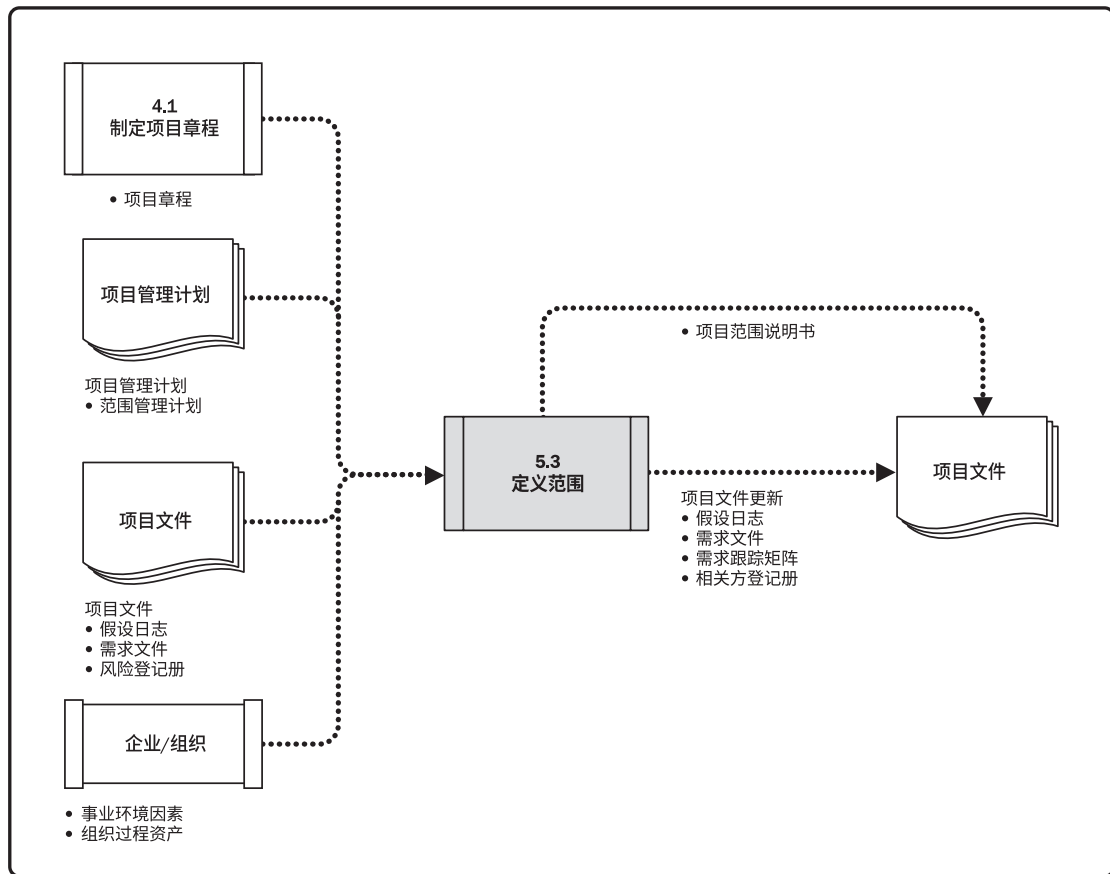 4.1
制定项目章程
• 项目章程
项目管理计划
项目管理计划
• 范围管理计划
项目文件
项目文件
• 假设日志
• 需求文件
• 风险登记册
企业/组织
• 事业环境因素
• 组织过程资产
5.3
定义范围
• 项目范围说明书
项目文件更新
• 假设日志
• 需求文件
• 需求跟踪矩阵
• 相关方登记册
项目文件